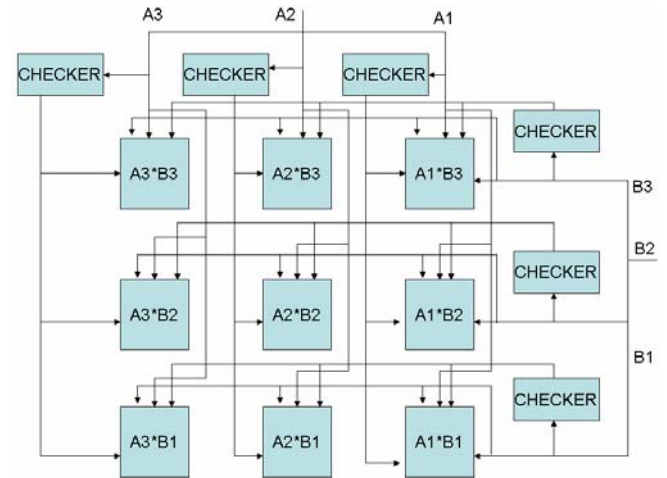 A3 A2 A1
CHECKER CHECKER CHECKER
CHECKER
A3*B3 A2*B3 A1*B3
B3
B2
CHECKER
A3*B2 A2*B2 A1*B2
B1
CHECKER
A3*B1 A2*B1 A1*B1